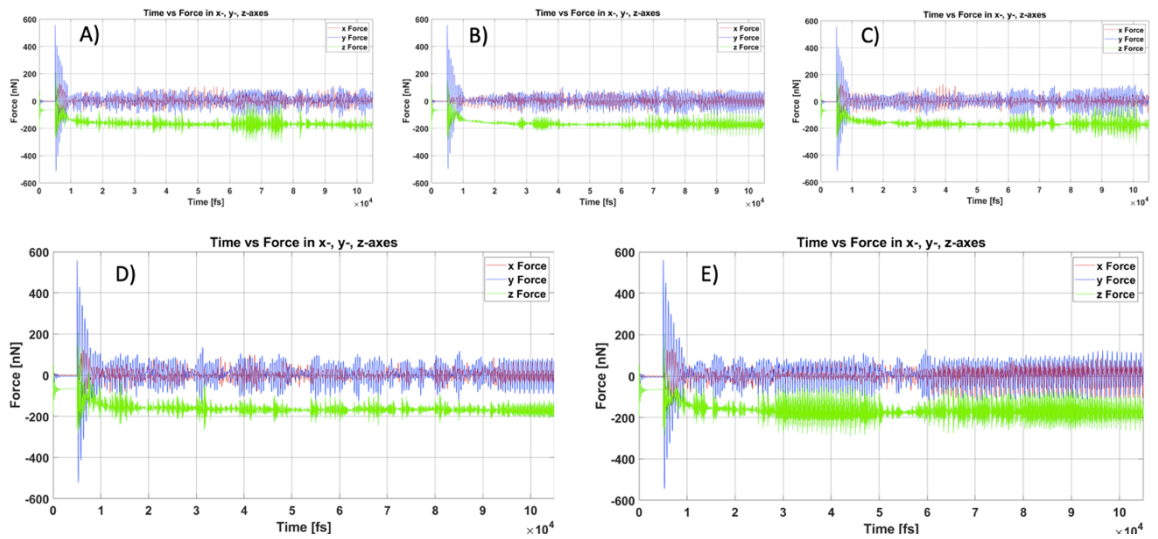 Time vs Force in x-, y-, z-axes
A)
x Force
y Force
z Force
Force [nN]
600
400
200
0
-200
-400
-600
0 1 2 3 4 5 6 7 8 9 10
Time [fs]
×10^4
Time vs Force in x-, y-, z-axes
B)
x Force
y Force
z Force
Force [nN]
600
400
200
0
-200
-400
-600
0 1 2 3 4 5 6 7 8 9 10
Time [fs]
×10^4
Time vs Force in x-, y-, z-axes
C)
x Force
y Force
z Force
Force [nN]
600
400
200
0
-200
-400
-600
0 1 2 3 4 5 6 7 8 9 10
Time [fs]
×10^4
Time vs Force in x-, y-, z-axes
D)
x Force
y Force
z Force
Force [nN]
600
400
200
0
-200
-400
-600
0 1 2 3 4 5 6 7 8 9 10
Time [fs]
×10^4
Time vs Force in x-, y-, z-axes
E)
x Force
y Force
z Force
Force [nN]
600
400
200
0
-200
-400
-600
0 1 2 3 4 5 6 7 8 9 10
Time [fs]
×10^4